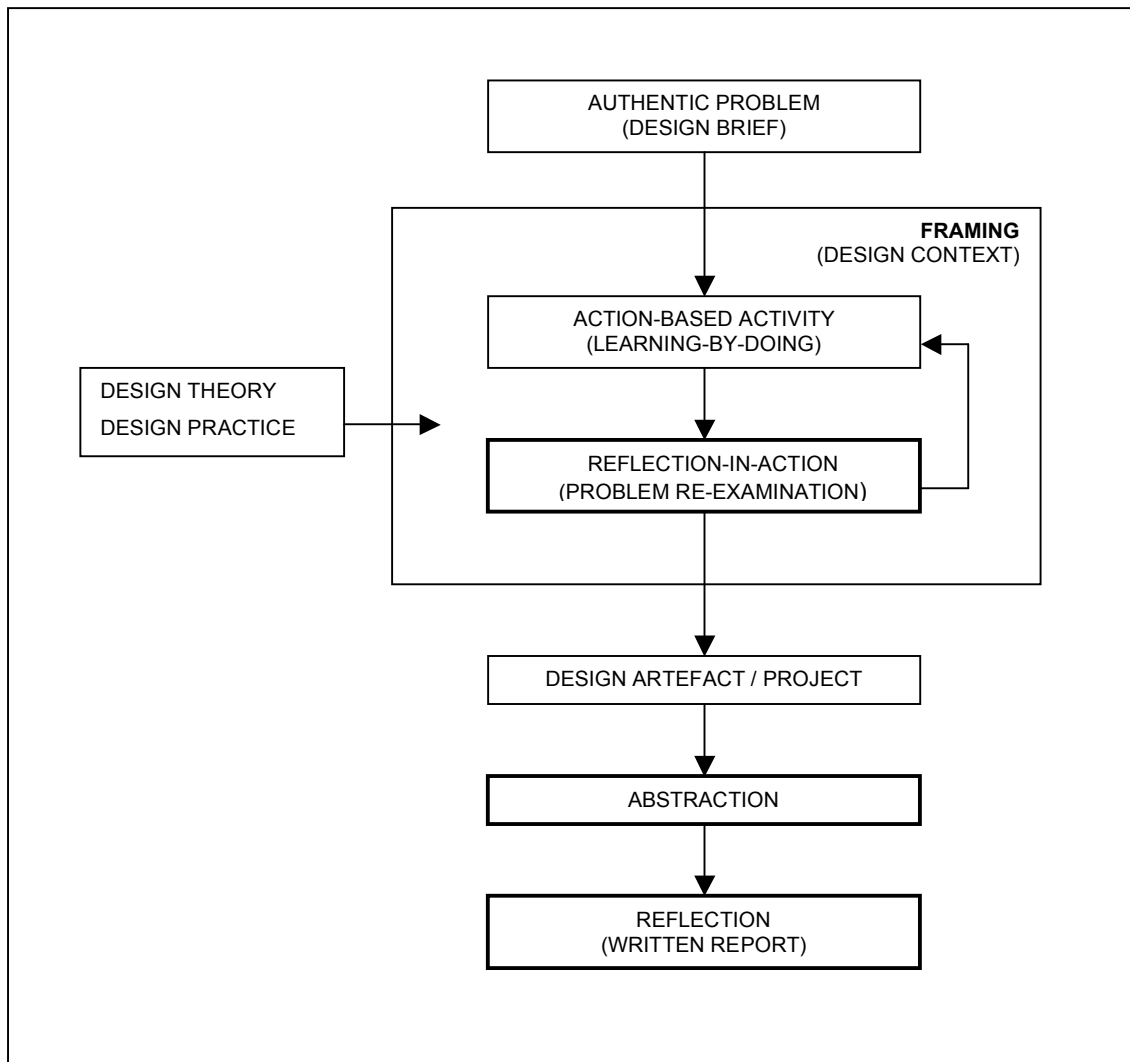 AUTHENTIC PROBLEM
(DESIGN BRIEF)
FRAMING
(DESIGN CONTEXT)
ACTION-BASED ACTIVITY
(LEARNING-BY-DOING)
DESIGN THEORY
DESIGN PRACTICE
REFLECTION-IN-ACTION
(PROBLEM RE-EXAMINATION)
DESIGN ARTEFACT / PROJECT
ABSTRACTION
REFLECTION
(WRITTEN REPORT)